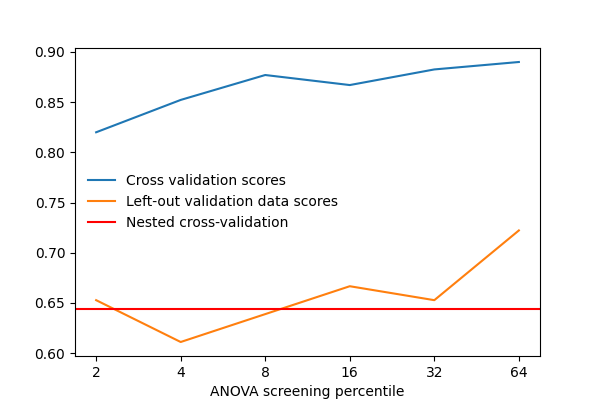 0.90
0.85
0.80
0.75
0.70
0.65
0.60
Cross validation scores
Left-out validation data scores
Nested cross-validation
2 4 8 16 32 64
ANOVA screening percentile